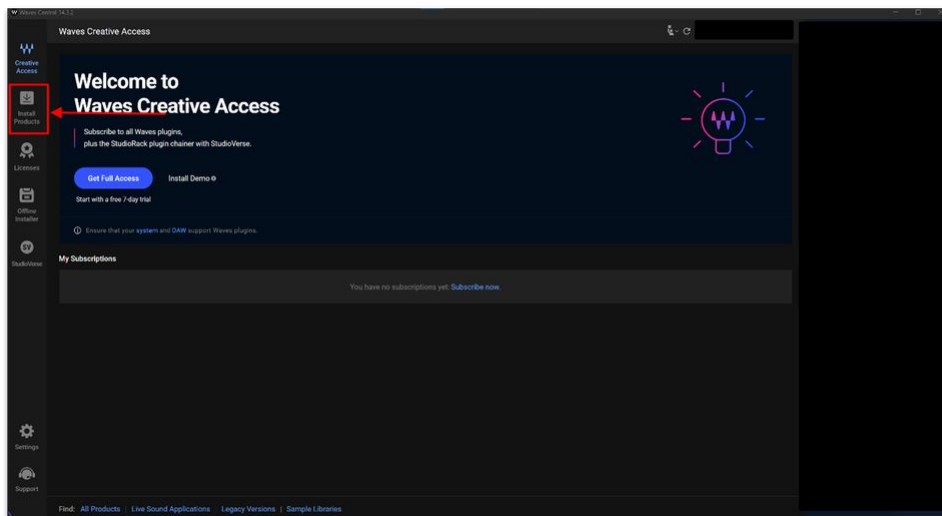 Waves Central 14.3.2
Waves Creative Access
Creative
Access
Install
Products
Licenses
Offline
Installer
SV
StudioVerse
Settings
Support
Welcome to
Waves Creative Access
Subscribe to all Waves plugins,
plus the StudioRack plugin chainer with StudioVerse.
Get Full Access
Install Demo
Start with a free 7-day trial
Ensure that your system and DAW support Waves plugins.
My Subscriptions
You have no subscriptions yet. Subscribe now.
Find: All Products | Live Sound Applications | Legacy Versions | Sample Libraries